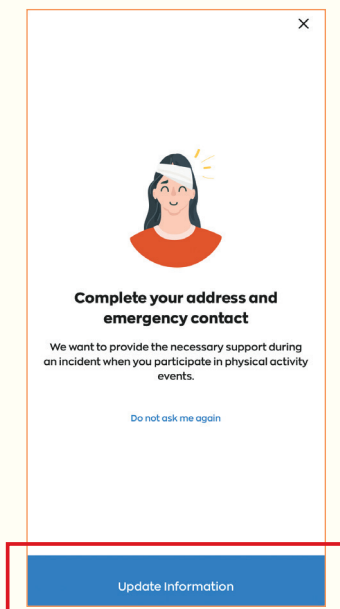 Complete your address and
emergency contact
We want to provide the necessary support during
an incident when you participate in physical activity
events.
Do not ask me again
Update Information